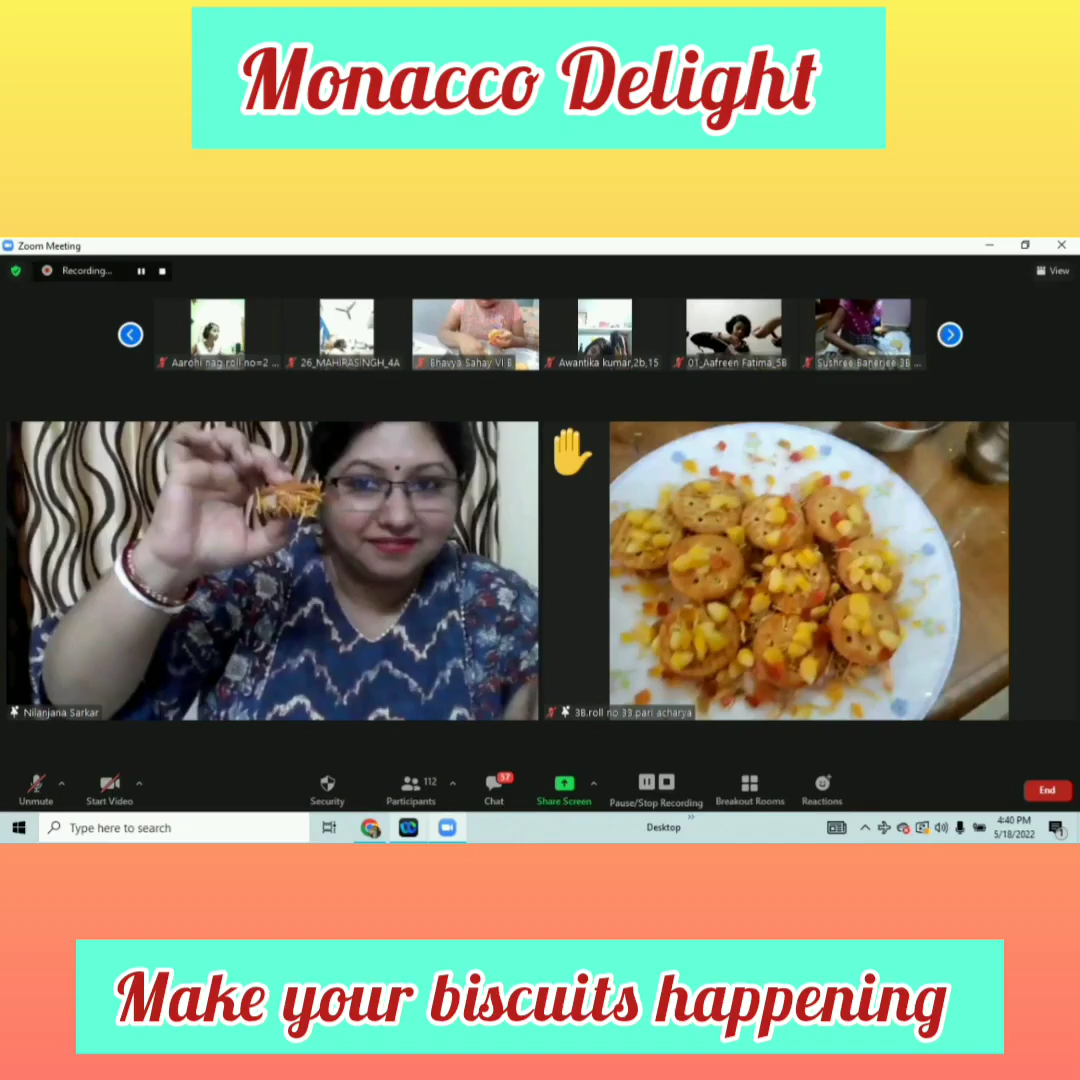 Monacco Delight
Zoom Meeting
Recording...
View
Aarohi nag roll no=2 ...
26_MAHIRASINGH_4A
Bhavya Sahay VI B
Awantika kumar,2b,15
01_Aafreen Fatima_5B
Sushree Banerjee 3B ...
Nilanjana Sarkar
3B.roll no 33 pari acharya
Unmute
Start Video
Security
112
Participants
57
Chat
Share Screen
Pause/Stop Recording
Breakout Rooms
Reactions
End
Type here to search
Desktop
4:40 PM
5/18/2022
1
Make your biscuits happening